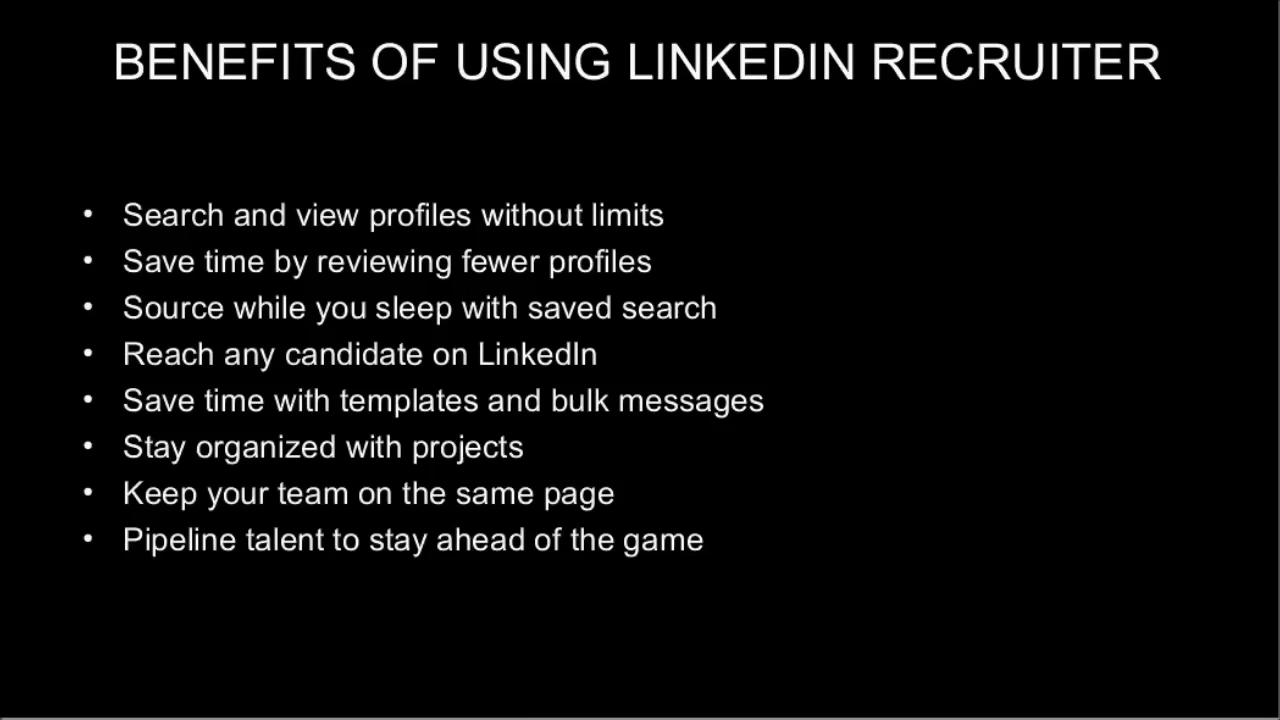 BENEFITS OF USING LINKEDIN RECRUITER
• Search and view profiles without limits
• Save time by reviewing fewer profiles
• Source while you sleep with saved search
• Reach any candidate on LinkedIn
• Save time with templates and bulk messages
• Stay organized with projects
• Keep your team on the same page
• Pipeline talent to stay ahead of the game